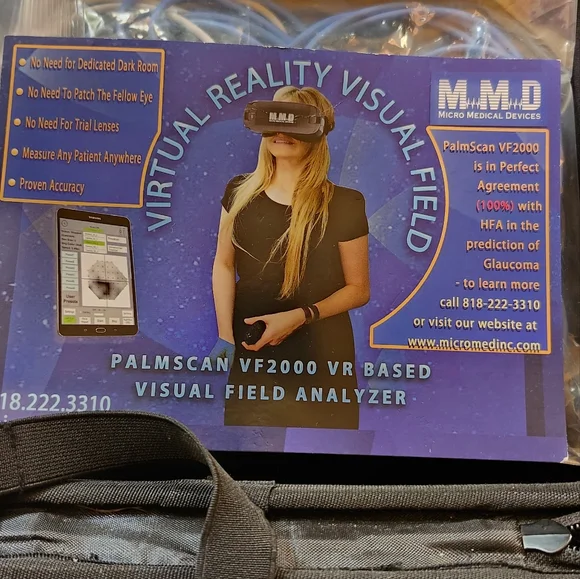 No Need for Dedicated Dark Room
No Need To Patch The Fellow Eye
No Need For Trial Lenses
Measure Any Patient Anywhere
Proven Accuracy
VIRTUAL REALITY VISUAL FIELD
M.M.D
M.M.D
MICRO MEDICAL DEVICES
PalmScan VF2000
is in Perfect
Agreement
(100%) with
HFA in the
prediction of
Glaucoma
- to learn more
call 818-222-3310
or visit our website at
www.micromedinc.com
PALMSCAN VF2000 VR BASED
VISUAL FIELD ANALYZER
18.222.3310